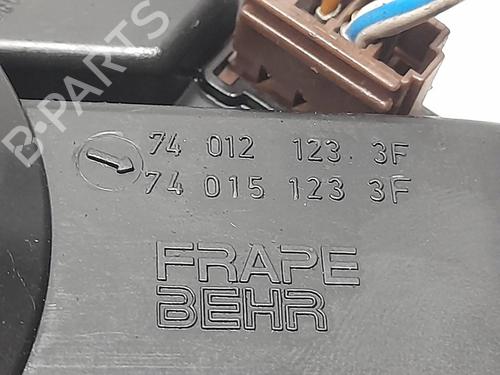 B-PARTS
74 012 123. 3F
74 015 123 3F
FRAPE
BEHR